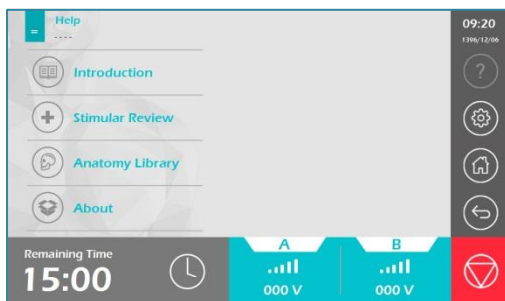 Help
----
Introduction
Stimular Review
Anatomy Library
About
09:20
1396/12/06
?
Remaining Time
15:00
A
000 V
B
000 V